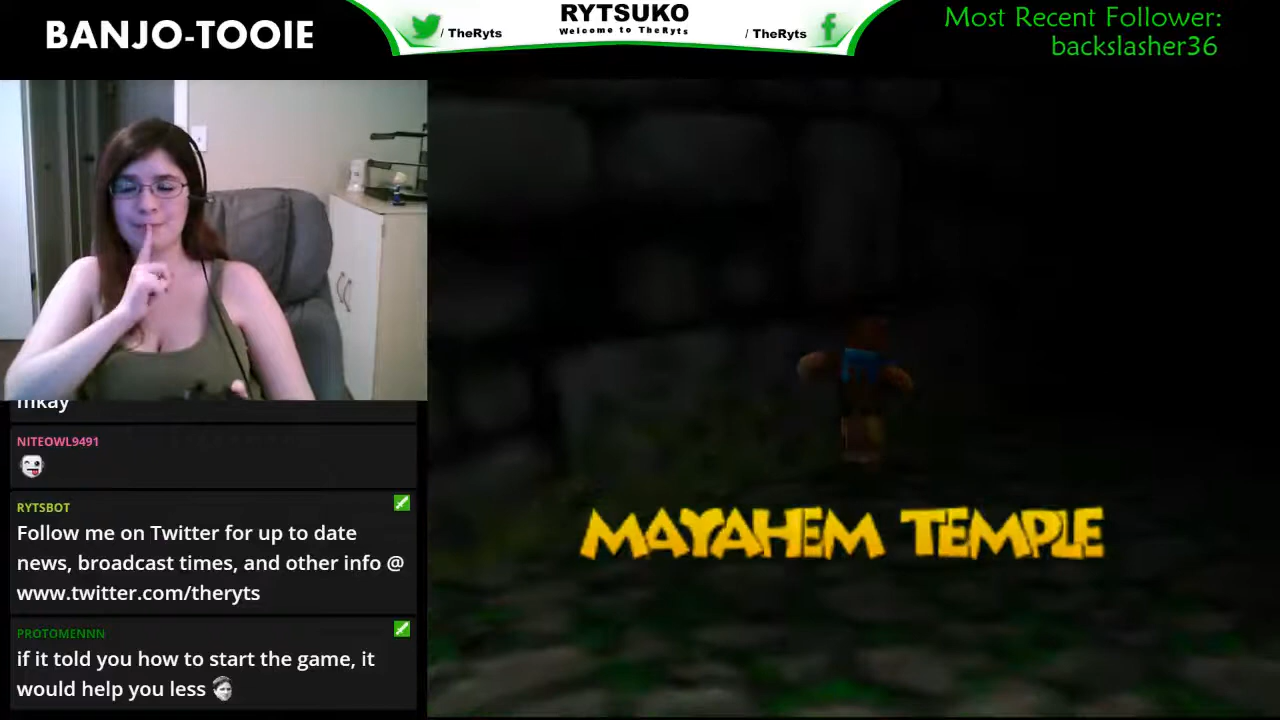 BANJO-TOOIE
/ TheRyts
RYTSUKO
Welcome to TheRyts
/ TheRyts
Most Recent Follower:
backslasher36
mkay
NITEOWL9491
RYTSBOT
Follow me on Twitter for up to date
news, broadcast times, and other info @
www.twitter.com/theryts
PROTOMENNN
if it told you how to start the game, it
would help you less
MAYAHEM TEMPLE